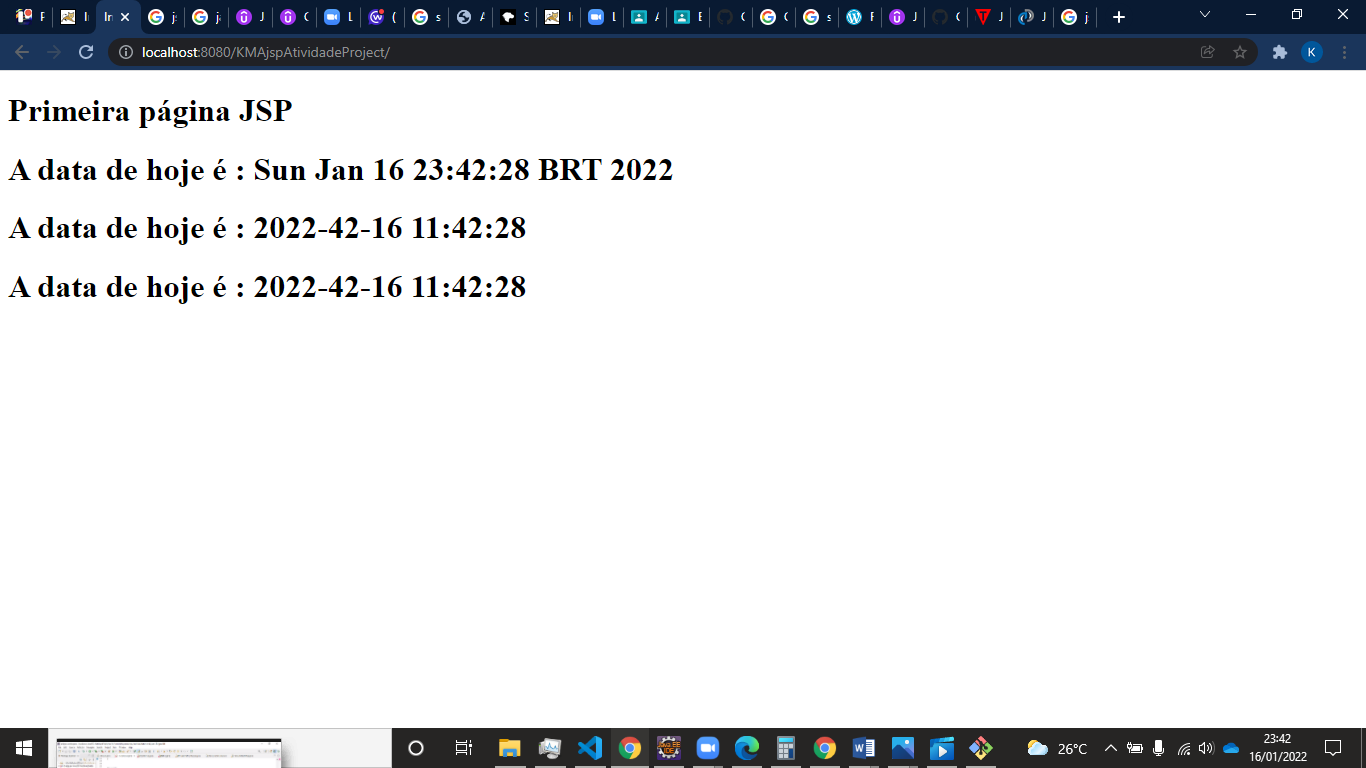 localhost:8080/KMAjspAtividadeProject/
K
Primeira página JSP
A data de hoje é : Sun Jan 16 23:42:28 BRT 2022
A data de hoje é : 2022-42-16 11:42:28
A data de hoje é : 2022-42-16 11:42:28
26°C
23:42
16/01/2022